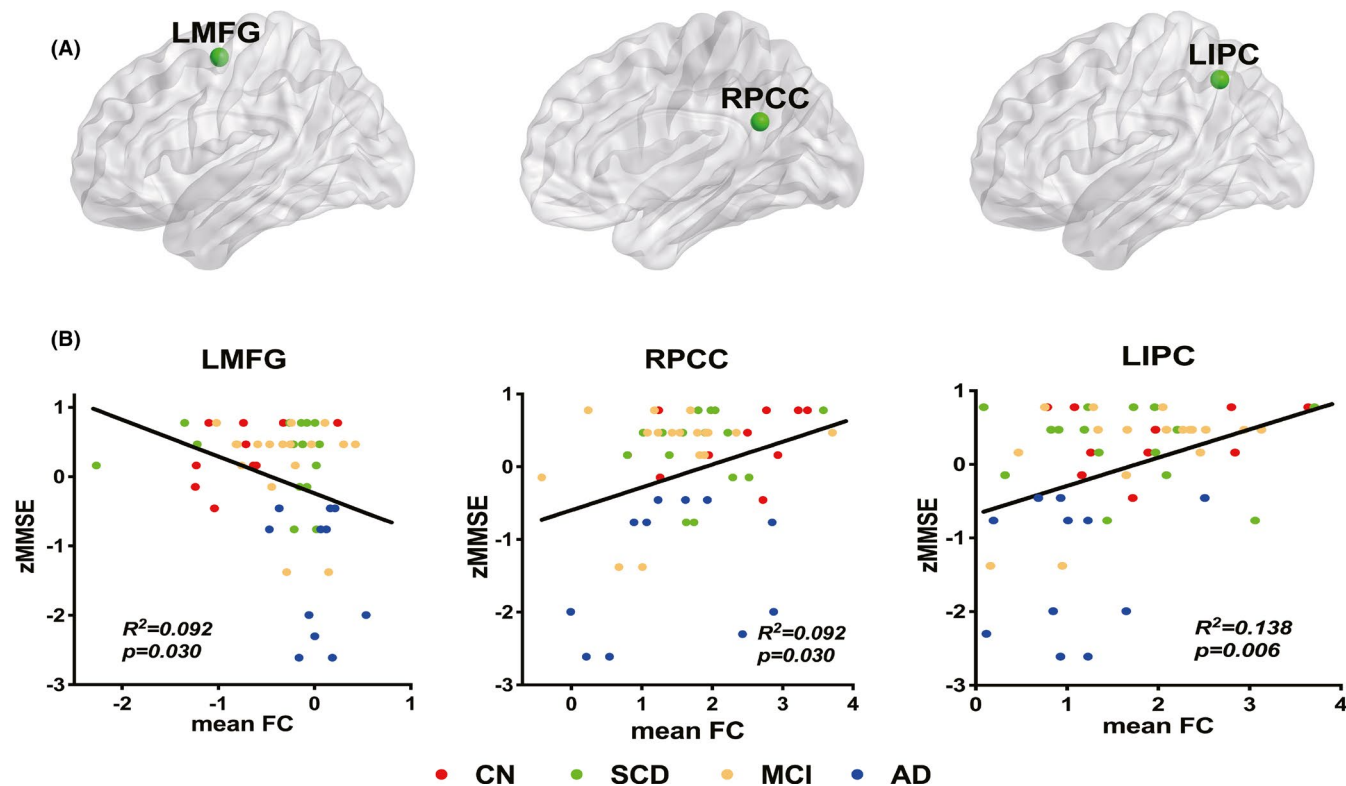 (A)
LMFG
RPCC
LIPC
(B)
LMFG
RPCC
LIPC
zMMSE
1
0
-1
-2
-3
R²=0.092
p=0.030
-2
-1
0
1
mean FC
zMMSE
1
0
-1
-2
-3
R²=0.092
p=0.030
0
1
2
3
4
mean FC
zMMSE
1
0
-1
-2
-3
R²=0.138
p=0.006
0
1
2
3
4
mean FC
CN SCD MCI AD